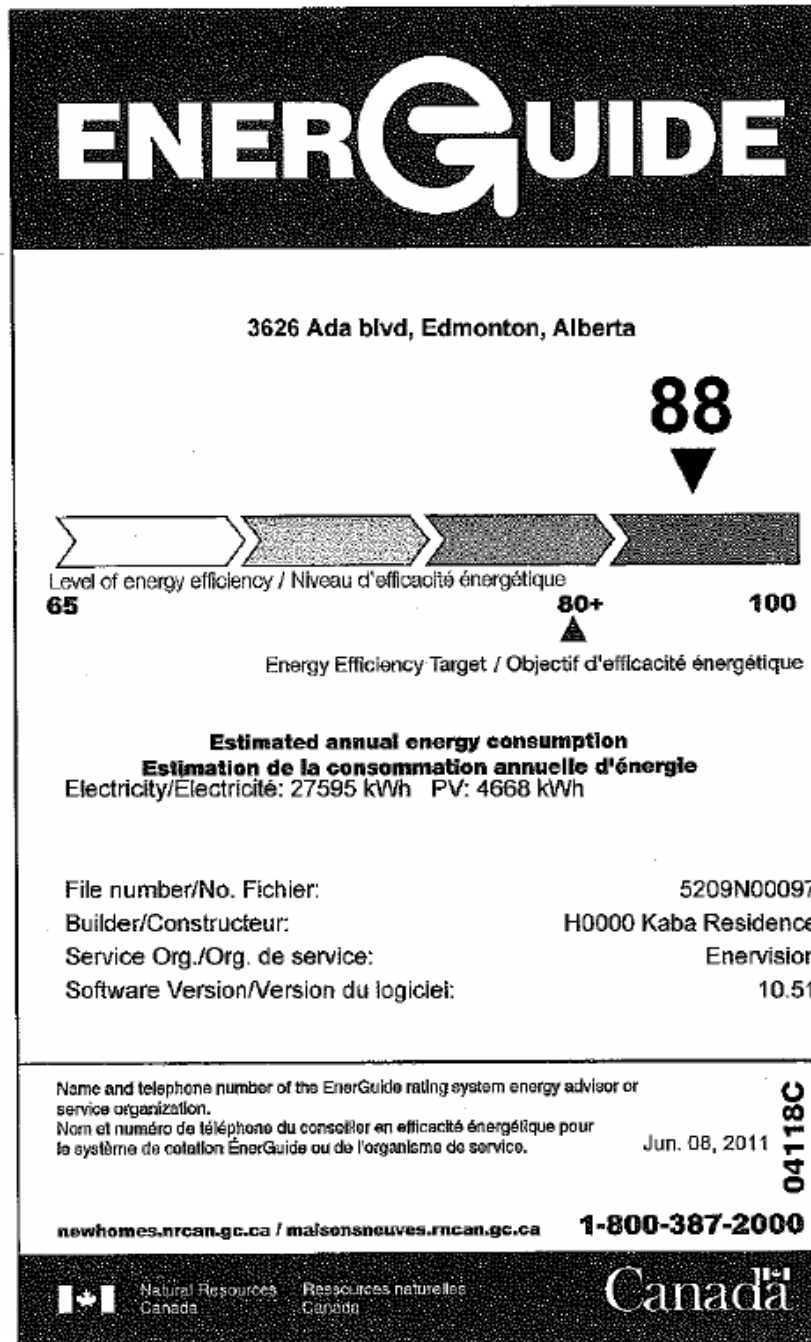 ENERGUIDE
3626 Ada blvd, Edmonton, Alberta
88
Level of energy efficiency / Niveau d'efficacité énergétique
65 80+ 100
Energy Efficiency Target / Objectif d'efficacité énergétique
Estimated annual energy consumption
Estimation de la consommation annuelle d'énergie
Electricity/Electricité: 27595 kWh PV: 4668 kWh
File number/No. Fichier: 5209N00097
Builder/Constructeur: H0000 Kaba Residence
Service Org./Org. de service: Enervision
Software Version/Version du logiciel: 10.51
Name and telephone number of the EnerGuide rating system energy advisor or
service organization.
Nom et numéro de téléphone du conseiller en efficacité énergétique pour
le système de cotation ÉnerGuide ou de l'organisme de service.
Jun. 08, 2011
04118C
newhomes.nrcan.gc.ca / maisonsneuves.rncan.gc.ca 1-800-387-2000
Natural Resources Ressources naturelles
Canada Canada
Canada